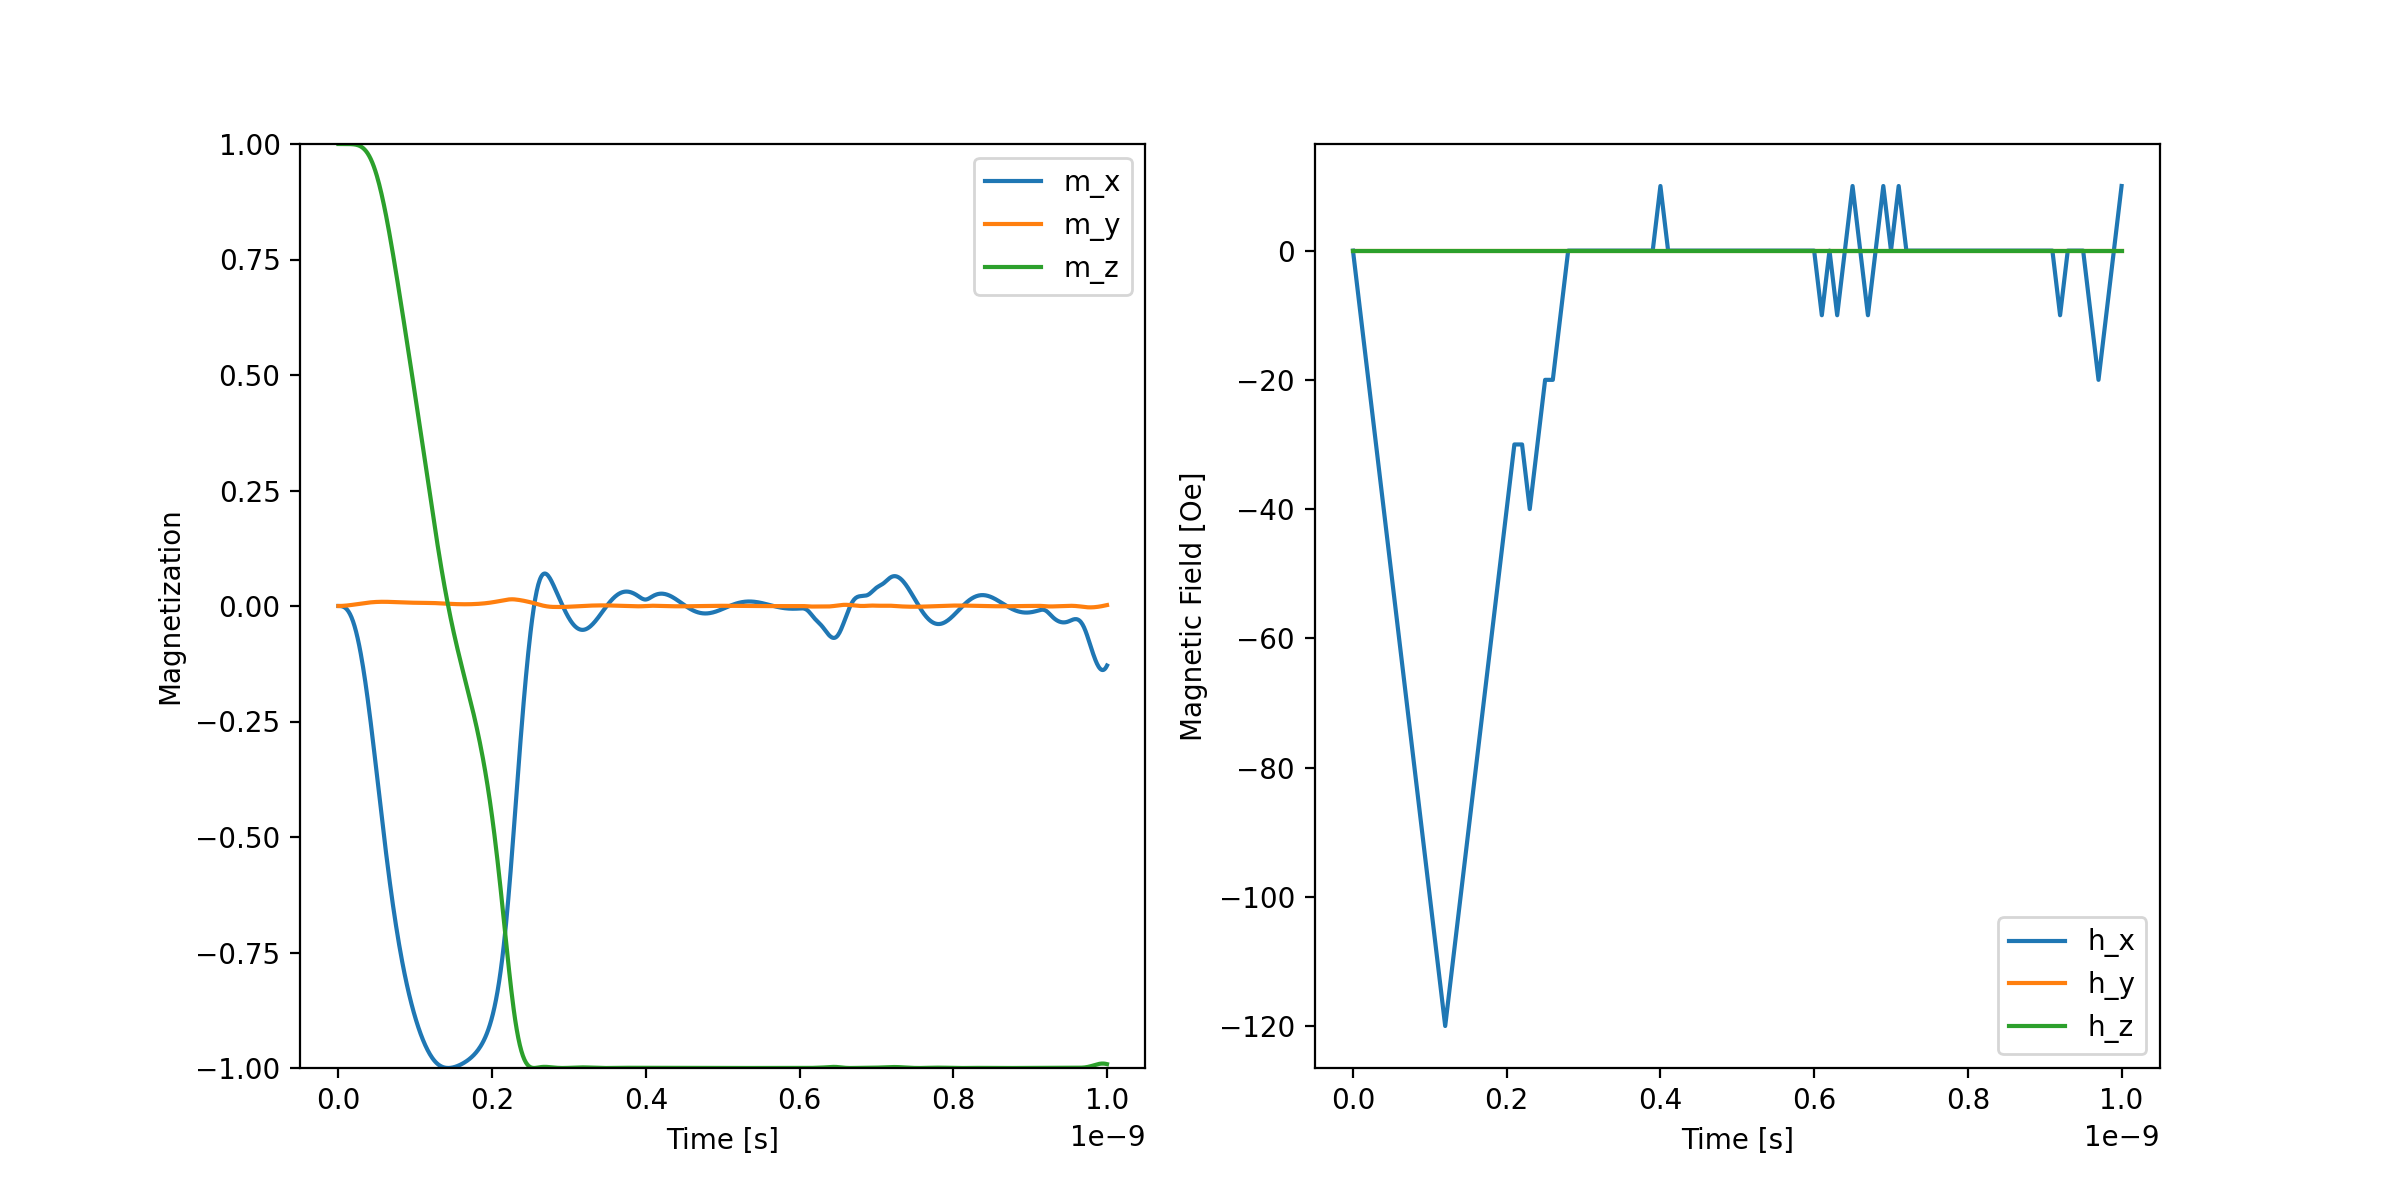 Magnetization
1.00
0.75
0.50
0.25
0.00
−0.25
−0.50
−0.75
−1.00
m_x
m_y
m_z
0.0 0.2 0.4 0.6 0.8 1.0
1e−9
Time [s]
Magnetic Field [Oe]
0
−20
−40
−60
−80
−100
−120
h_x
h_y
h_z
0.0 0.2 0.4 0.6 0.8 1.0
1e−9
Time [s]